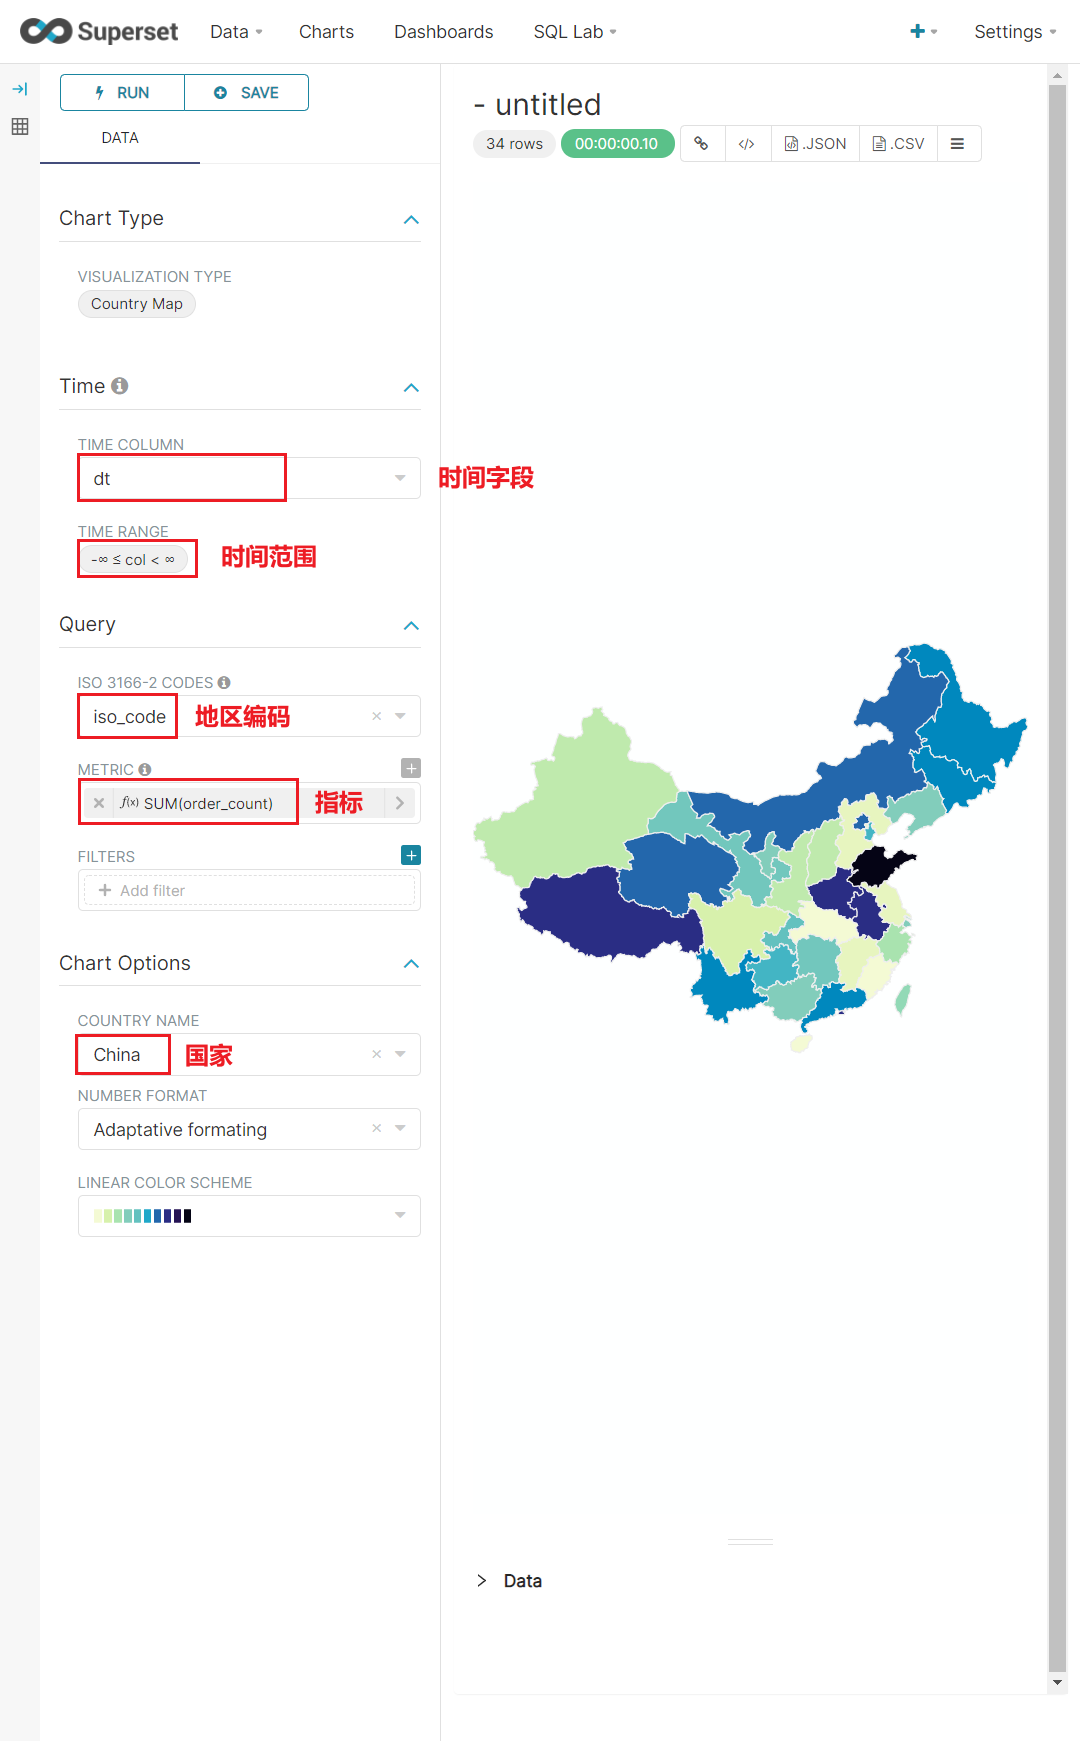 Superset Data Charts Dashboards SQL Lab Settings
RUN SAVE
DATA
- untitled
34 rows 00:00:00.10 </> .JSON .CSV
Chart Type
VISUALIZATION TYPE
Country Map
Time
TIME COLUMN
dt 时间字段
TIME RANGE
-∞ ≤ col < ∞ 时间范围
Query
ISO 3166-2 CODES
iso_code 地区编码
METRIC
f(x) SUM(order_count) 指标
FILTERS
+ Add filter
Chart Options
COUNTRY NAME
China 国家
NUMBER FORMAT
Adaptative formating
LINEAR COLOR SCHEME
Data